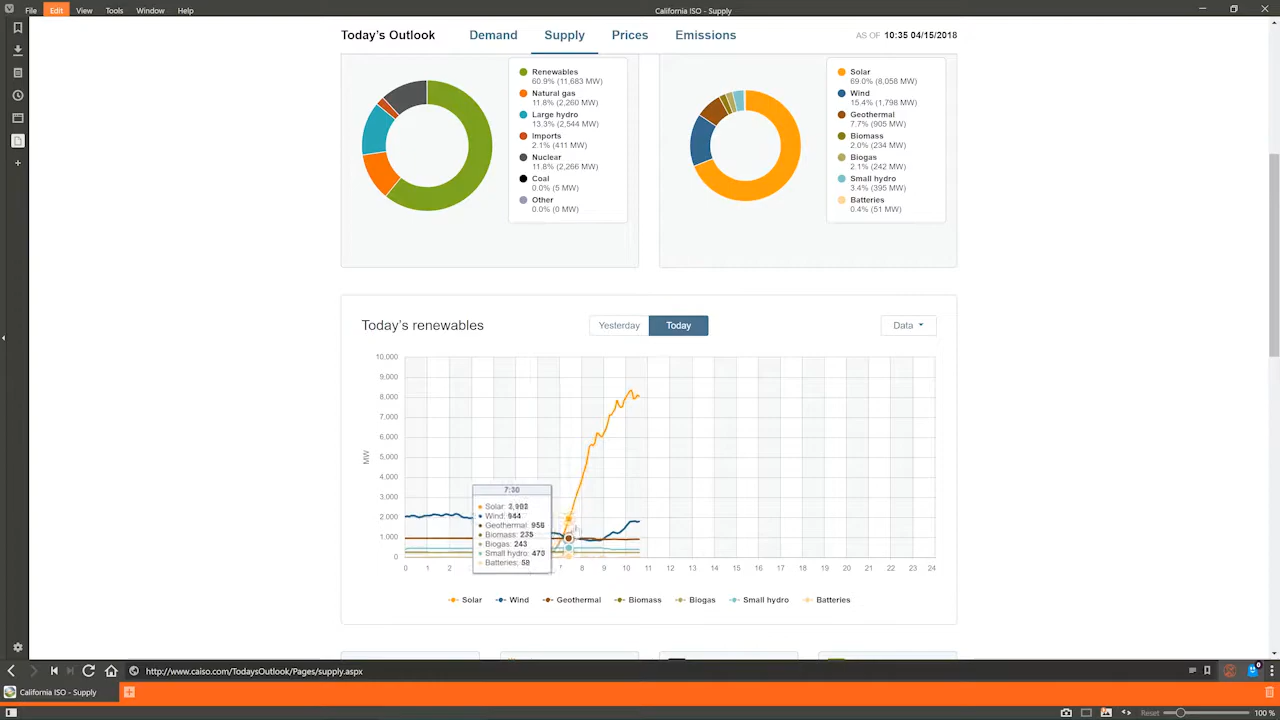 File Edit View Tools Window Help
California ISO - Supply
Today's Outlook Demand Supply Prices Emissions AS OF 10:35 04/15/2018
Renewables
60.9% (11,683 MW)
Natural gas
11.8% (2,260 MW)
Large hydro
13.3% (2,544 MW)
Imports
2.1% (411 MW)
Nuclear
11.8% (2,266 MW)
Coal
0.0% (5 MW)
Other
0.0% (0 MW)
Solar
69.0% (8,058 MW)
Wind
15.4% (1,798 MW)
Geothermal
7.7% (905 MW)
Biomass
2.0% (234 MW)
Biogas
2.1% (242 MW)
Small hydro
3.4% (395 MW)
Batteries
0.4% (51 MW)
Today's renewables Yesterday Today Data
10,000
9,000
8,000
7,000
6,000
5,000
4,000
3,000
2,000
1,000
0
MW
7:30
Solar:
Wind: 944
Geothermal: 956
Biomass: 235
Biogas: 243
Small hydro: 470
Batteries:
0 1 2 8 9 10 11 12 13 14 15 16 17 18 19 20 21 22 23 24
Solar Wind Geothermal Biomass Biogas Small hydro Batteries
http://www.caiso.com/TodaysOutlook/Pages/supply.aspx
California ISO - Supply
Reset 100 %